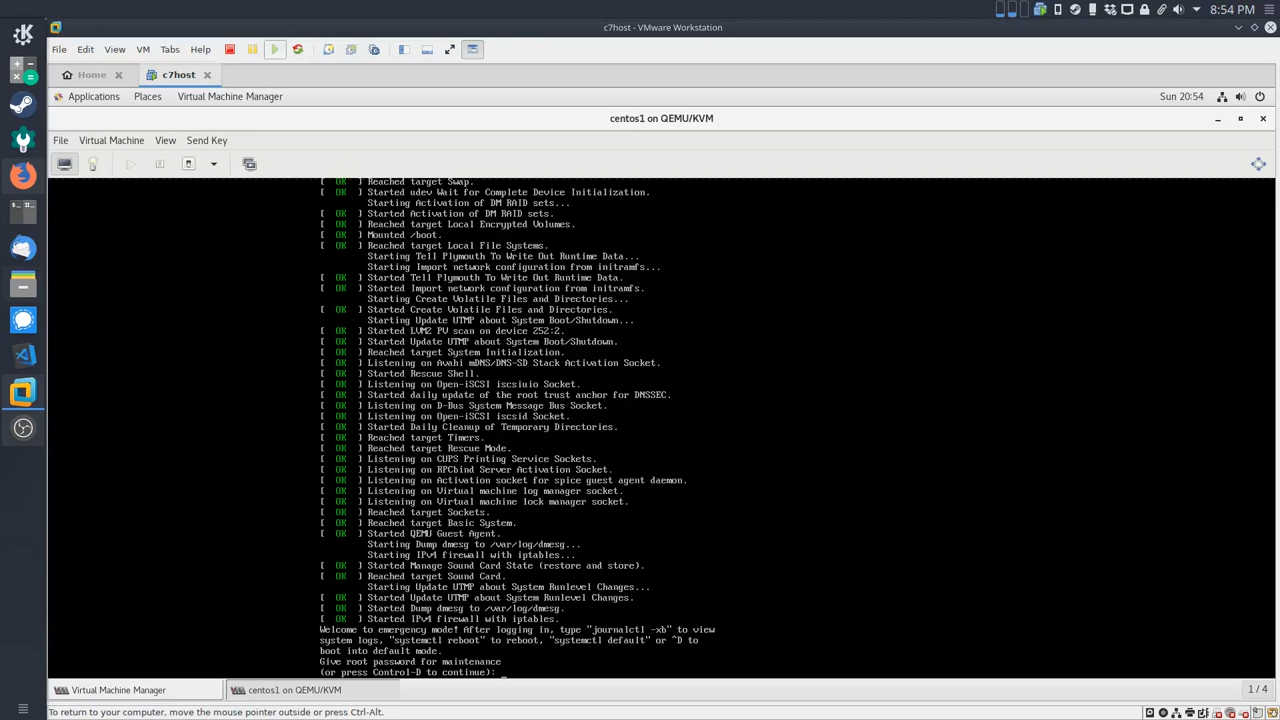 8:54 PM
c7host - VMware Workstation
File Edit View VM Tabs Help
Home c7host
Applications Places Virtual Machine Manager Sun 20:54
centos1 on QEMU/KVM
File Virtual Machine View Send Key
[ OK ] Reached target Swap.
[ OK ] Started udev Wait for Complete Device Initialization.
Starting Activation of DM RAID sets...
[ OK ] Started Activation of DM RAID sets.
[ OK ] Reached target Local Encrypted Volumes.
[ OK ] Mounted /boot.
[ OK ] Reached target Local File Systems.
Starting Tell Plymouth To Write Out Runtime Data...
Starting Import network configuration from initramfs...
[ OK ] Started Tell Plymouth To Write Out Runtime Data.
[ OK ] Started Import network configuration from initramfs.
Starting Create Volatile Files and Directories...
[ OK ] Started Create Volatile Files and Directories.
Starting Update UTMP about System Boot/Shutdown...
[ OK ] Started LVM2 PV scan on device 252:2.
[ OK ] Started Update UTMP about System Boot/Shutdown.
[ OK ] Reached target System Initialization.
[ OK ] Listening on Avahi mDNS/DNS-SD Stack Activation Socket.
[ OK ] Started Rescue Shell.
[ OK ] Listening on Open-iSCSI iscsiuio Socket.
[ OK ] Started daily update of the root trust anchor for DNSSEC.
[ OK ] Listening on D-Bus System Message Bus Socket.
[ OK ] Listening on Open-iSCSI iscsid Socket.
[ OK ] Started Daily Cleanup of Temporary Directories.
[ OK ] Reached target Timers.
[ OK ] Reached target Rescue Mode.
[ OK ] Listening on CUPS Printing Service Sockets.
[ OK ] Listening on RPCbind Server Activation Socket.
[ OK ] Listening on Activation socket for spice guest agent daemon.
[ OK ] Listening on Virtual machine log manager socket.
[ OK ] Listening on Virtual machine lock manager socket.
[ OK ] Reached target Sockets.
[ OK ] Reached target Basic System.
[ OK ] Started QEMU Guest Agent.
Starting Dump dmesg to /var/log/dmesg...
Starting IPv4 firewall with iptables...
[ OK ] Started Manage Sound Card State (restore and store).
[ OK ] Reached target Sound Card.
Starting Update UTMP about System Runlevel Changes...
[ OK ] Started Update UTMP about System Runlevel Changes.
[ OK ] Started Dump dmesg to /var/log/dmesg.
[ OK ] Started IPv4 firewall with iptables.
Welcome to emergency mode! After logging in, type "journalctl -xb" to view
system logs, "systemctl reboot" to reboot, "systemctl default" or ^D to
boot into default mode.
Give root password for maintenance
(or press Control-D to continue): _
Virtual Machine Manager centos1 on QEMU/KVM 1 / 4
To return to your computer, move the mouse pointer outside or press Ctrl-Alt.